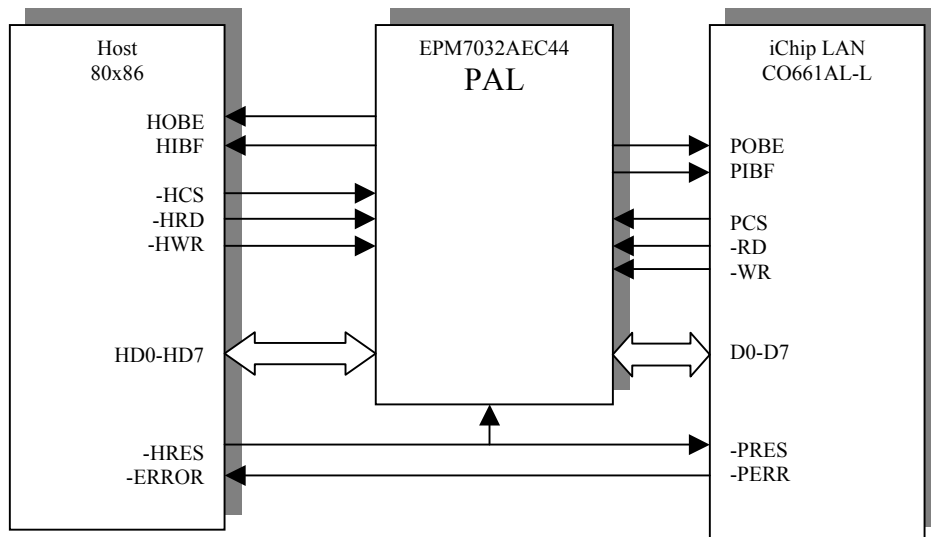 Host
80x86
HOBE
HIBF
-HCS
-HRD
-HWR
HD0-HD7
-HRES
-ERROR
EPM7032AEC44
PAL
iChip LAN
CO661AL-L
POBE
PIBF
PCS
-RD
-WR
D0-D7
-PRES
-PERR